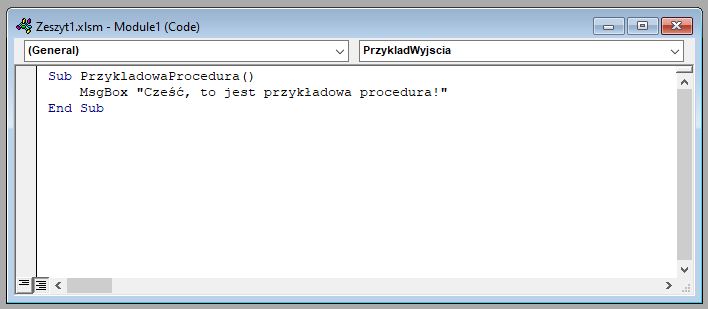 Zeszyt1.xlsm - Module1 (Code)
(General) PrzykladWyjscia
Sub PrzykladowaProcedura()
    MsgBox "Cześć, to jest przykładowa procedura!"
End Sub